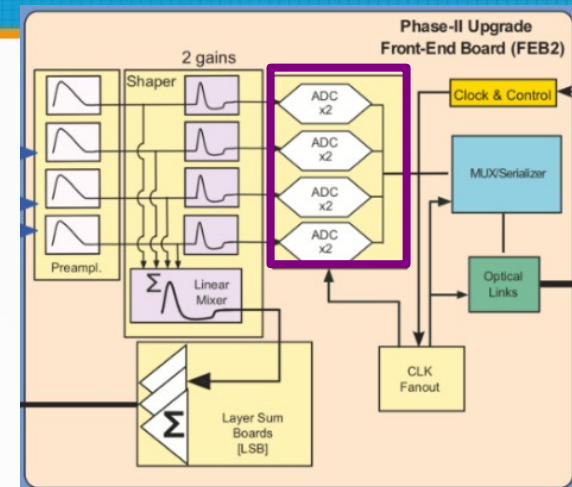 Phase-II Upgrade
Front-End Board (FEB2)
2 gains
Shaper
ADC
x2
ADC
x2
ADC
x2
ADC
x2
Preampl.
Σ
Linear
Mixer
Clock & Control
MUX/Serializer
Optical
Links
CLK
Fanout
Σ
Layer Sum
Boards
[LSB]